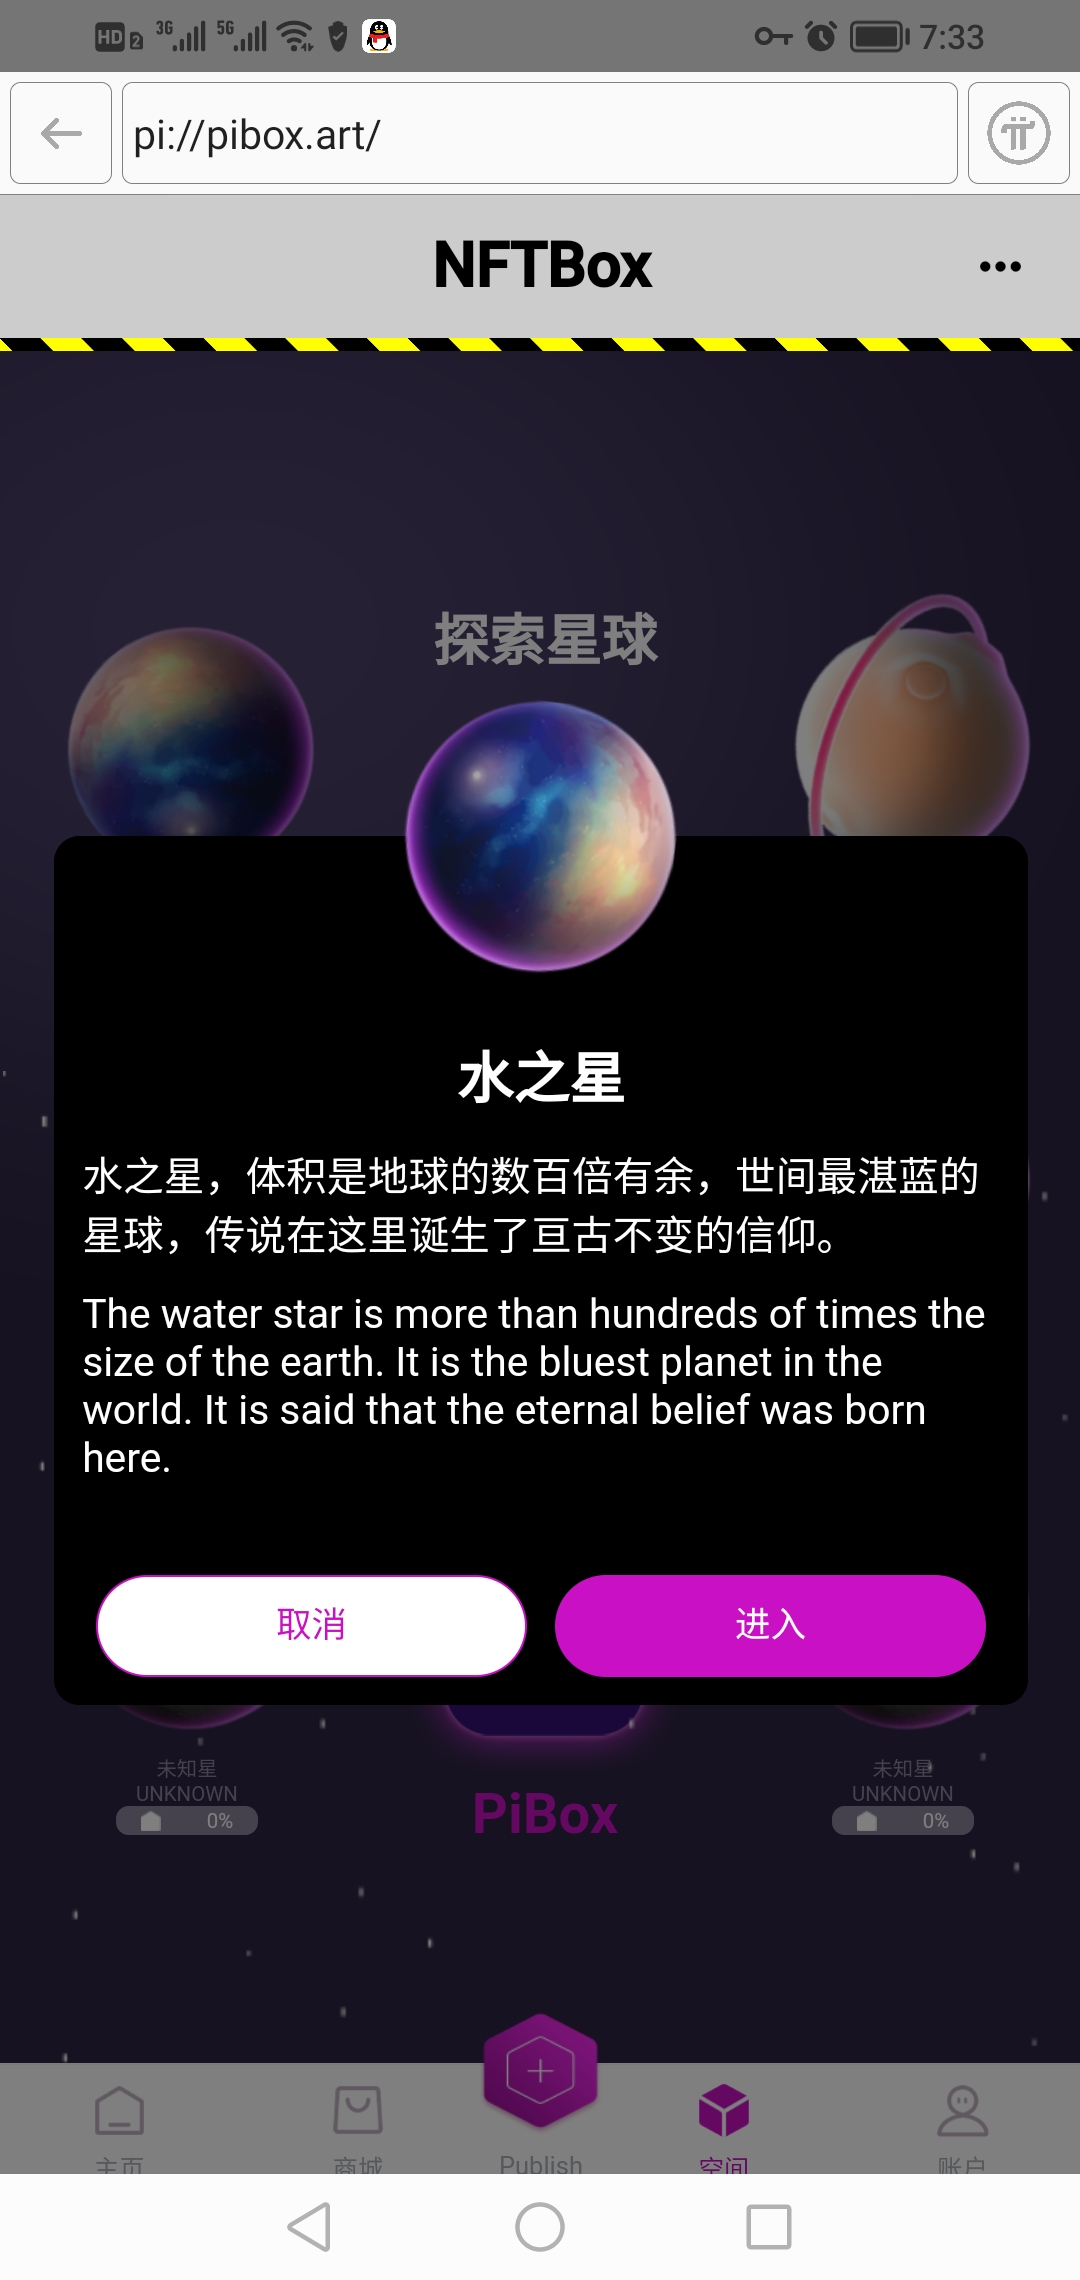 HD 2 3G 5G 7:33
pi://pibox.art/
NFTBox
探索星球
水之星
水之星，体积是地球的数百倍有余，世间最湛蓝的
星球，传说在这里诞生了亘古不变的信仰。
The water star is more than hundreds of times the
size of the earth. It is the bluest planet in the
world. It is said that the eternal belief was born
here.
取消 进入
未知星 未知星
UNKNOWN UNKNOWN
0% 0%
PiBox
主页 商城 Publish 空间 账户